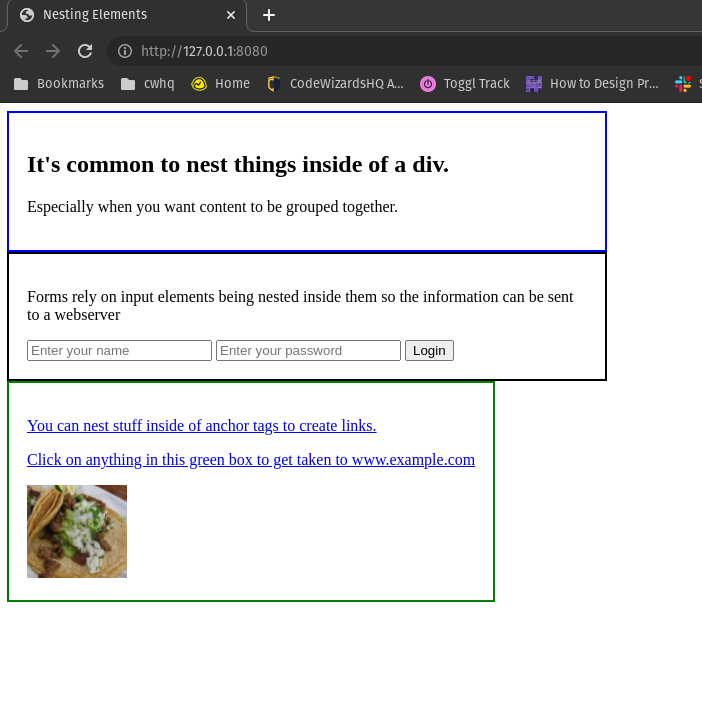 Nesting Elements
http://127.0.0.1:8080
Bookmarks cwhq Home CodeWizardsHQ A... Toggl Track How to Design Pr...
It's common to nest things inside of a div.
Especially when you want content to be grouped together.
Forms rely on input elements being nested inside them so the information can be sent
to a webserver
Enter your name Enter your password Login
You can nest stuff inside of anchor tags to create links.
Click on anything in this green box to get taken to www.example.com